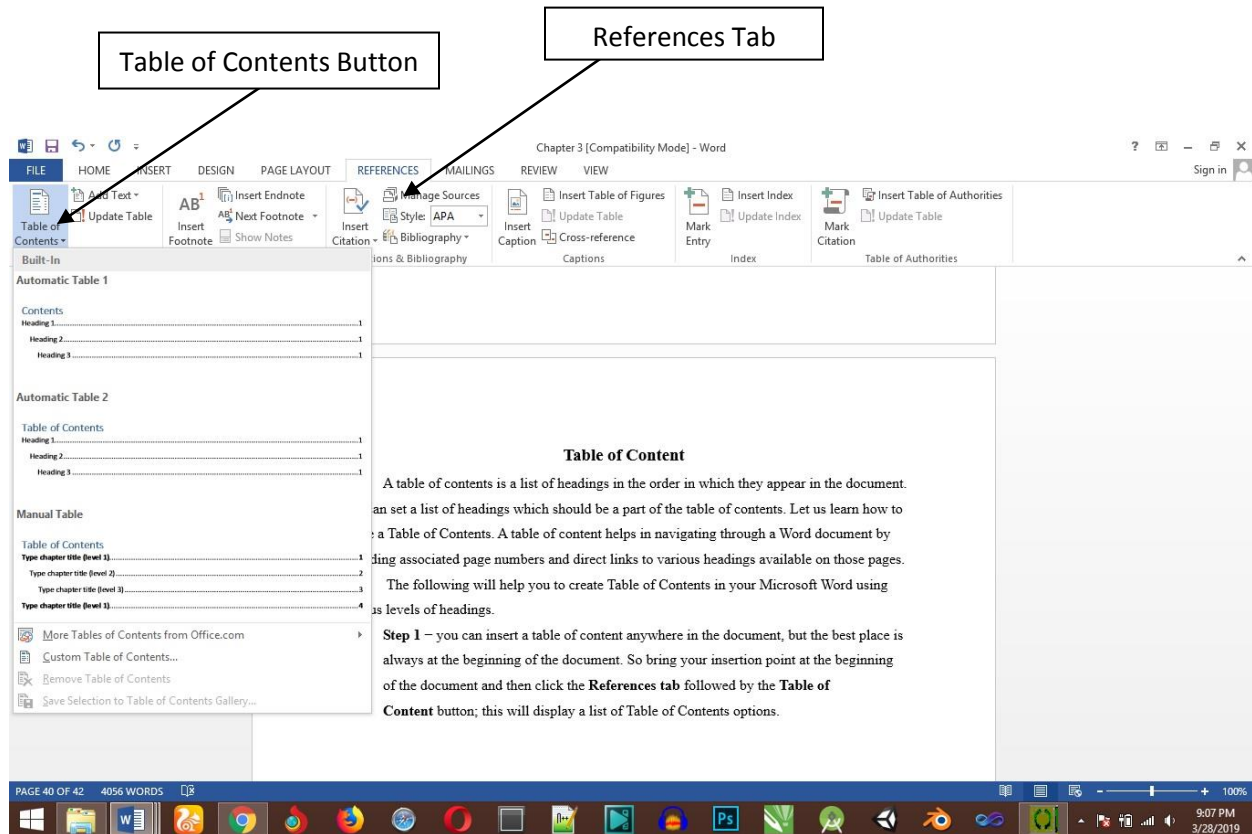 References Tab
Table of Contents Button
Chapter 3 [Compatibility Mode] - Word
FILE HOME INSERT DESIGN PAGE LAYOUT REFERENCES MAILINGS REVIEW VIEW Sign in
Table of Contents
Add Text
Update Table
AB1
Insert Footnote
Insert Endnote
AB1 Next Footnote
Show Notes
Insert Citation
Manage Sources
Style: APA
Bibliography
Insert Caption
Insert Table of Figures
Update Table
Cross-reference
Mark Entry
Insert Index
Update Index
Mark Citation
Insert Table of Authorities
Update Table
ions & Bibliography Captions Index Table of Authorities
Built-In
Automatic Table 1
Contents
Heading 1...1
Heading 2...1
Heading 3...1
Automatic Table 2
Table of Contents
Heading 1...1
Heading 2...1
Heading 3...1
Manual Table
Table of Contents
Type chapter title (level 1)...1
Type chapter title (level 2)...2
Type chapter title (level 3)...3
Type chapter title (level 1)...4
More Tables of Contents from Office.com
Custom Table of Contents...
Remove Table of Contents
Save Selection to Table of Contents Gallery...
Table of Content
A table of contents is a list of headings in the order in which they appear in the document.
an set a list of headings which should be a part of the table of contents. Let us learn how to
a Table of Contents. A table of content helps in navigating through a Word document by
ding associated page numbers and direct links to various headings available on those pages.
The following will help you to create Table of Contents in your Microsoft Word using
us levels of headings.
Step 1 – you can insert a table of content anywhere in the document, but the best place is
always at the beginning of the document. So bring your insertion point at the beginning
of the document and then click the References tab followed by the Table of
Content button; this will display a list of Table of Contents options.
PAGE 40 OF 42 4056 WORDS 100%
Ps
9:07 PM
3/28/2019